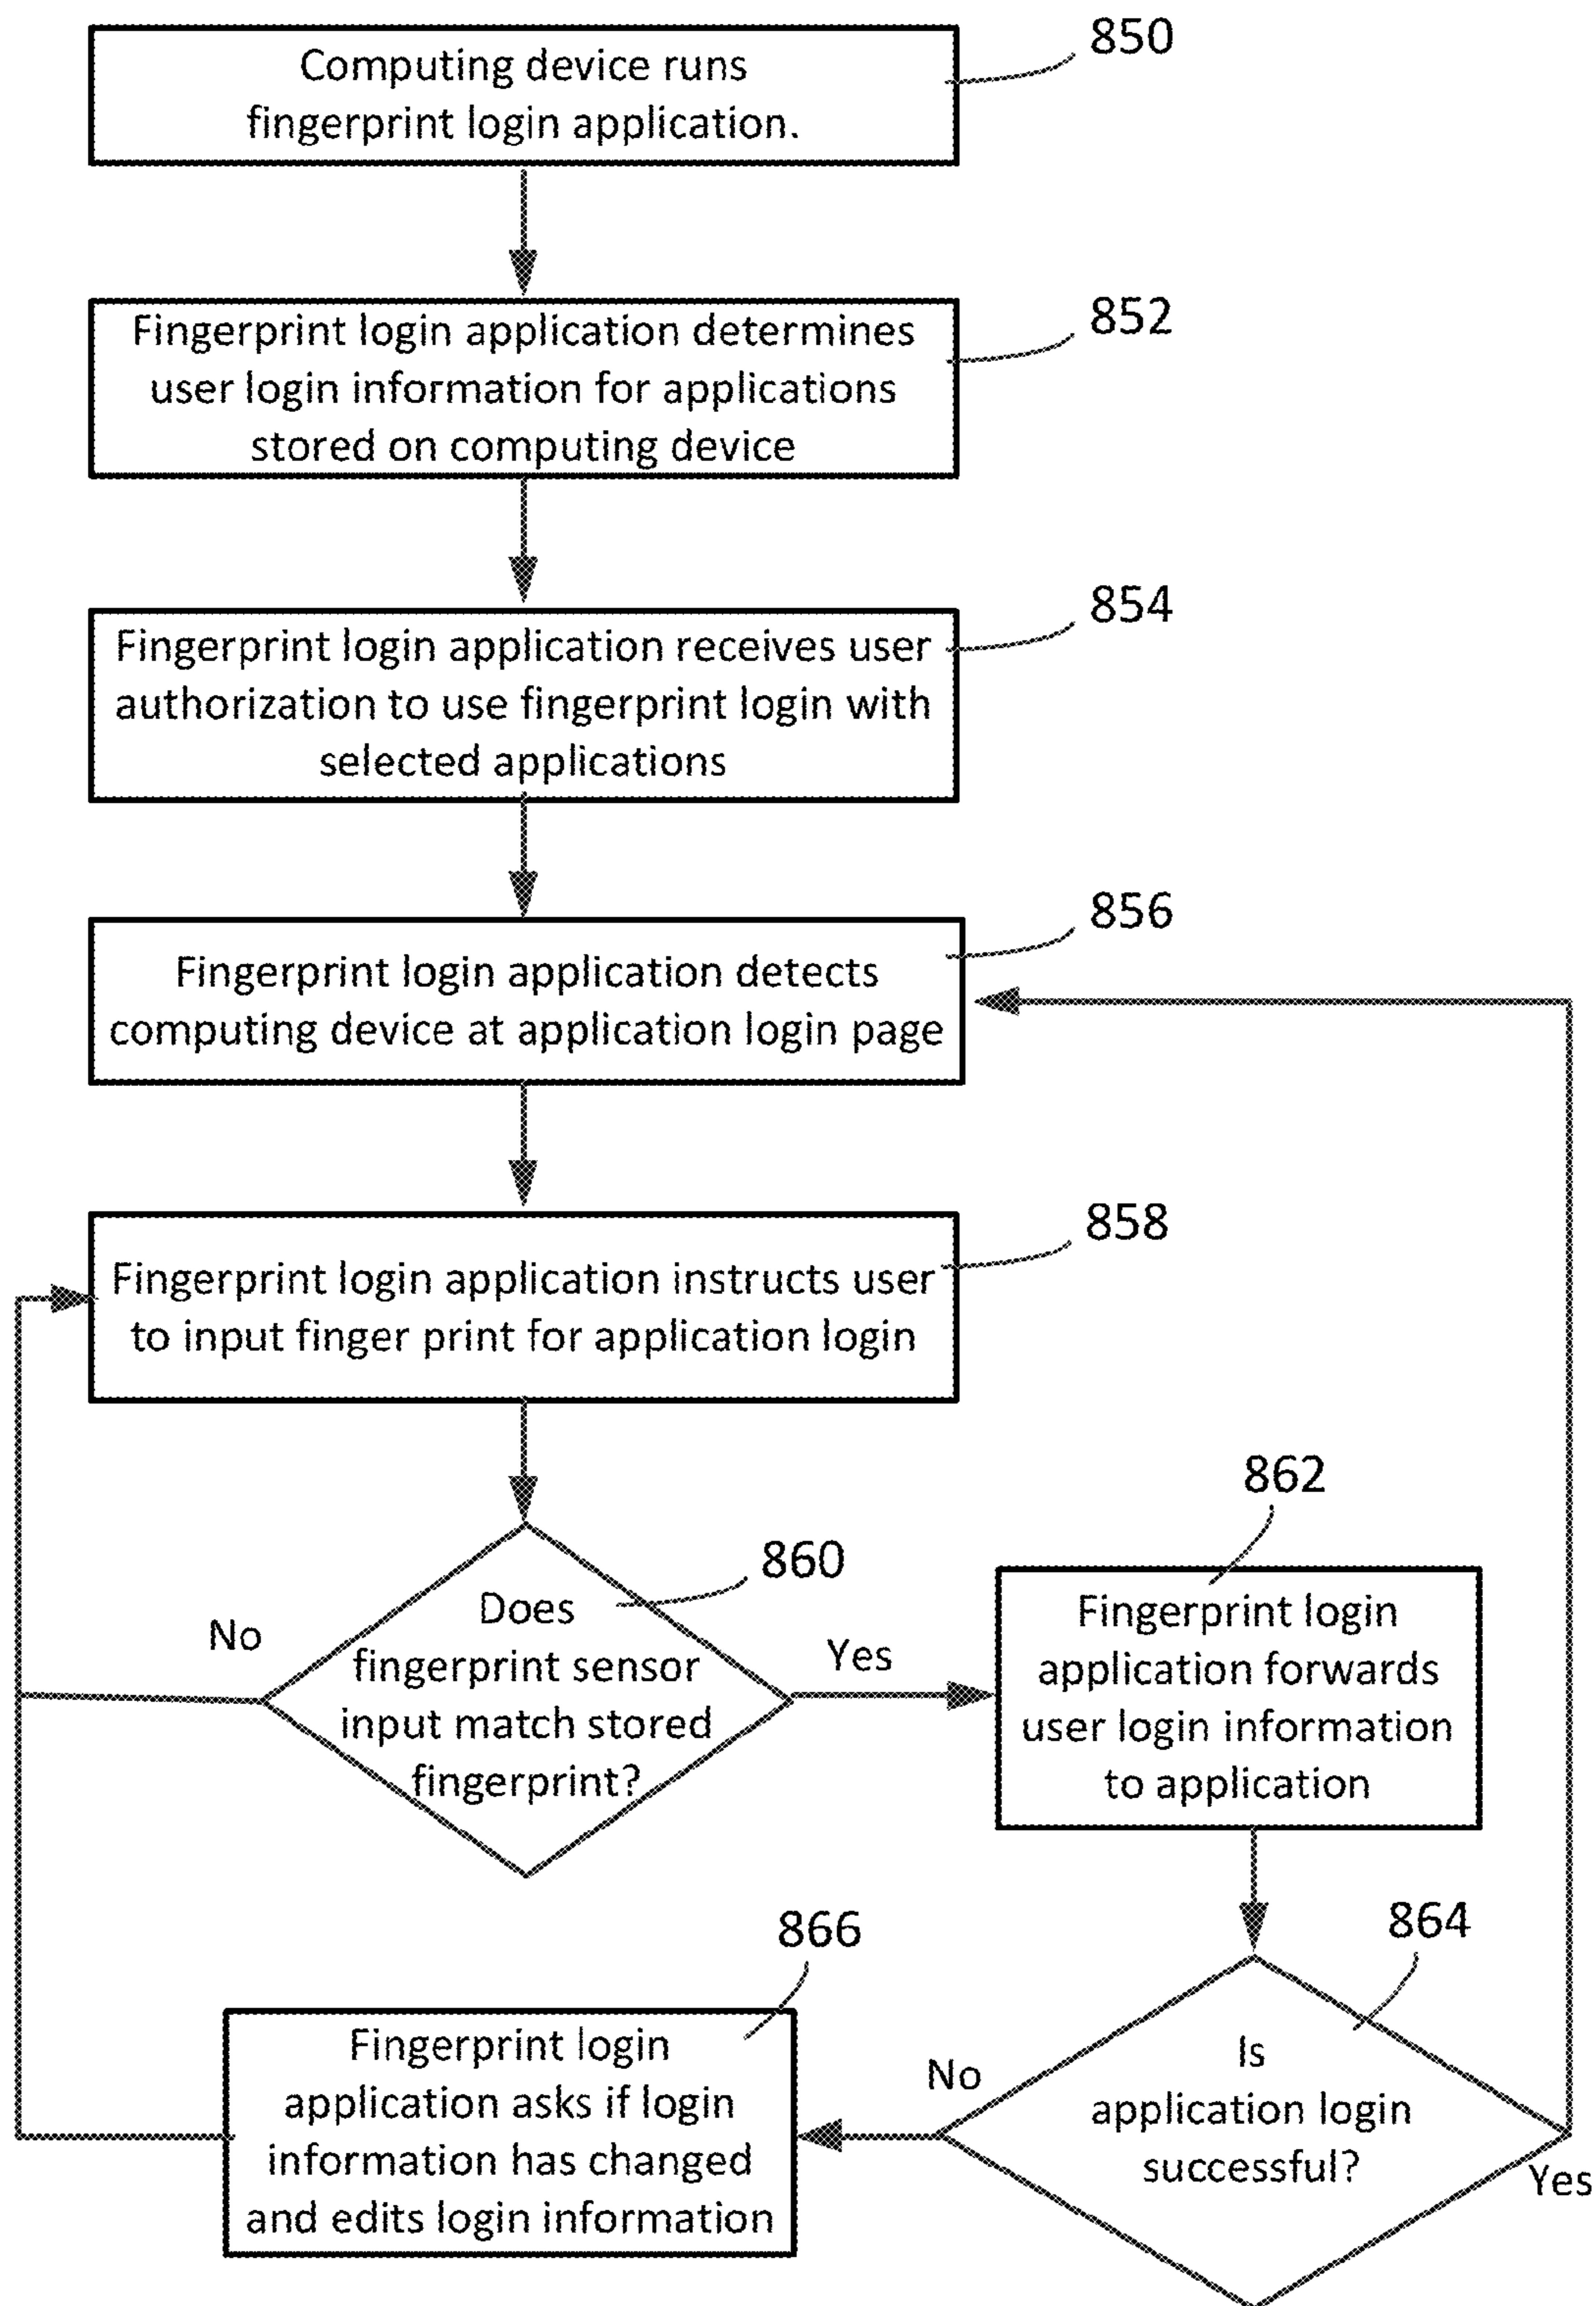 850
Computing device runs
fingerprint login application.
852
Fingerprint login application determines
user login information for applications
stored on computing device
854
Fingerprint login application receives user
authorization to use fingerprint login with
selected applications
856
Fingerprint login application detects
computing device at application login page
858
Fingerprint login application instructs user
to input finger print for application login
860
Does
fingerprint sensor
input match stored
fingerprint?
No
Yes
862
Fingerprint login
application forwards
user login information
to application
864
Is
application login
successful?
No
Yes
866
Fingerprint login
application asks if login
information has changed
and edits login information